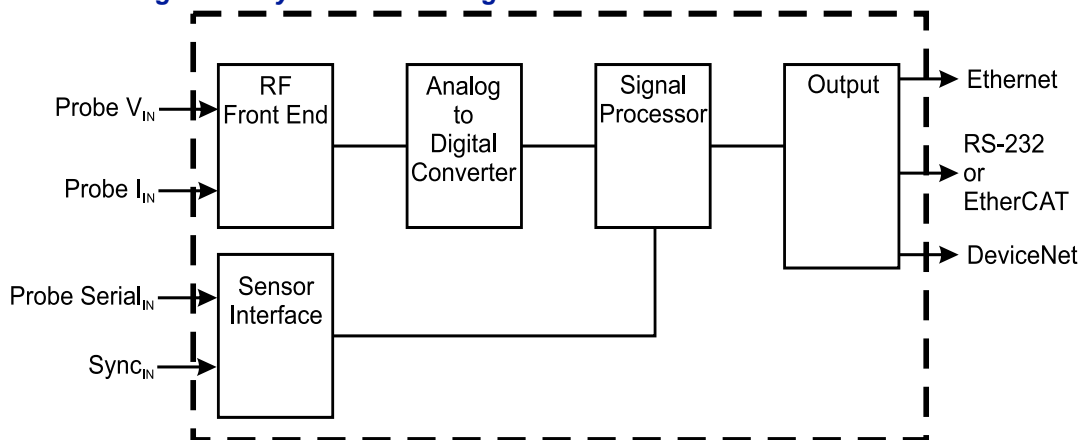 RF
Front End
Analog
to
Digital
Converter
Signal
Processor
Output
Probe V_IN
Probe I_IN
Sensor
Interface
Probe Serial_IN
Sync_IN
Ethernet
RS-232
or
EtherCAT
DeviceNet